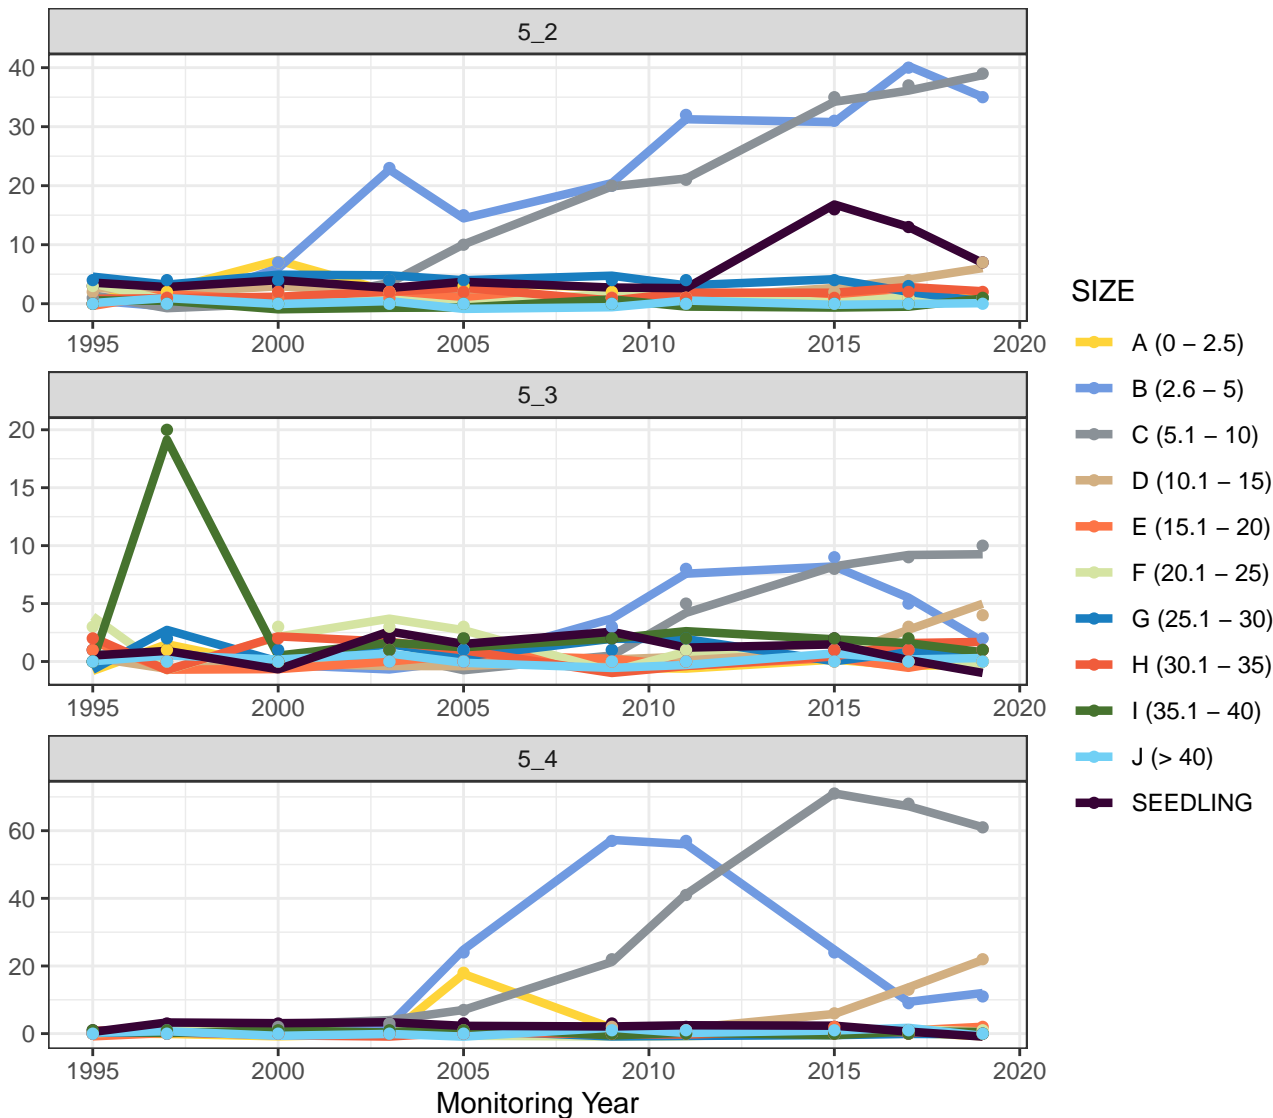 5_2
40
30
20
10
0
1995 2000 2005 2010 2015 2020
5_3
20
15
10
5
0
1995 2000 2005 2010 2015 2020
5_4
60
40
20
0
1995 2000 2005 2010 2015 2020
Monitoring Year
SIZE
A (0 − 2.5)
B (2.6 − 5)
C (5.1 − 10)
D (10.1 − 15)
E (15.1 − 20)
F (20.1 − 25)
G (25.1 − 30)
H (30.1 − 35)
I (35.1 − 40)
J (> 40)
SEEDLING